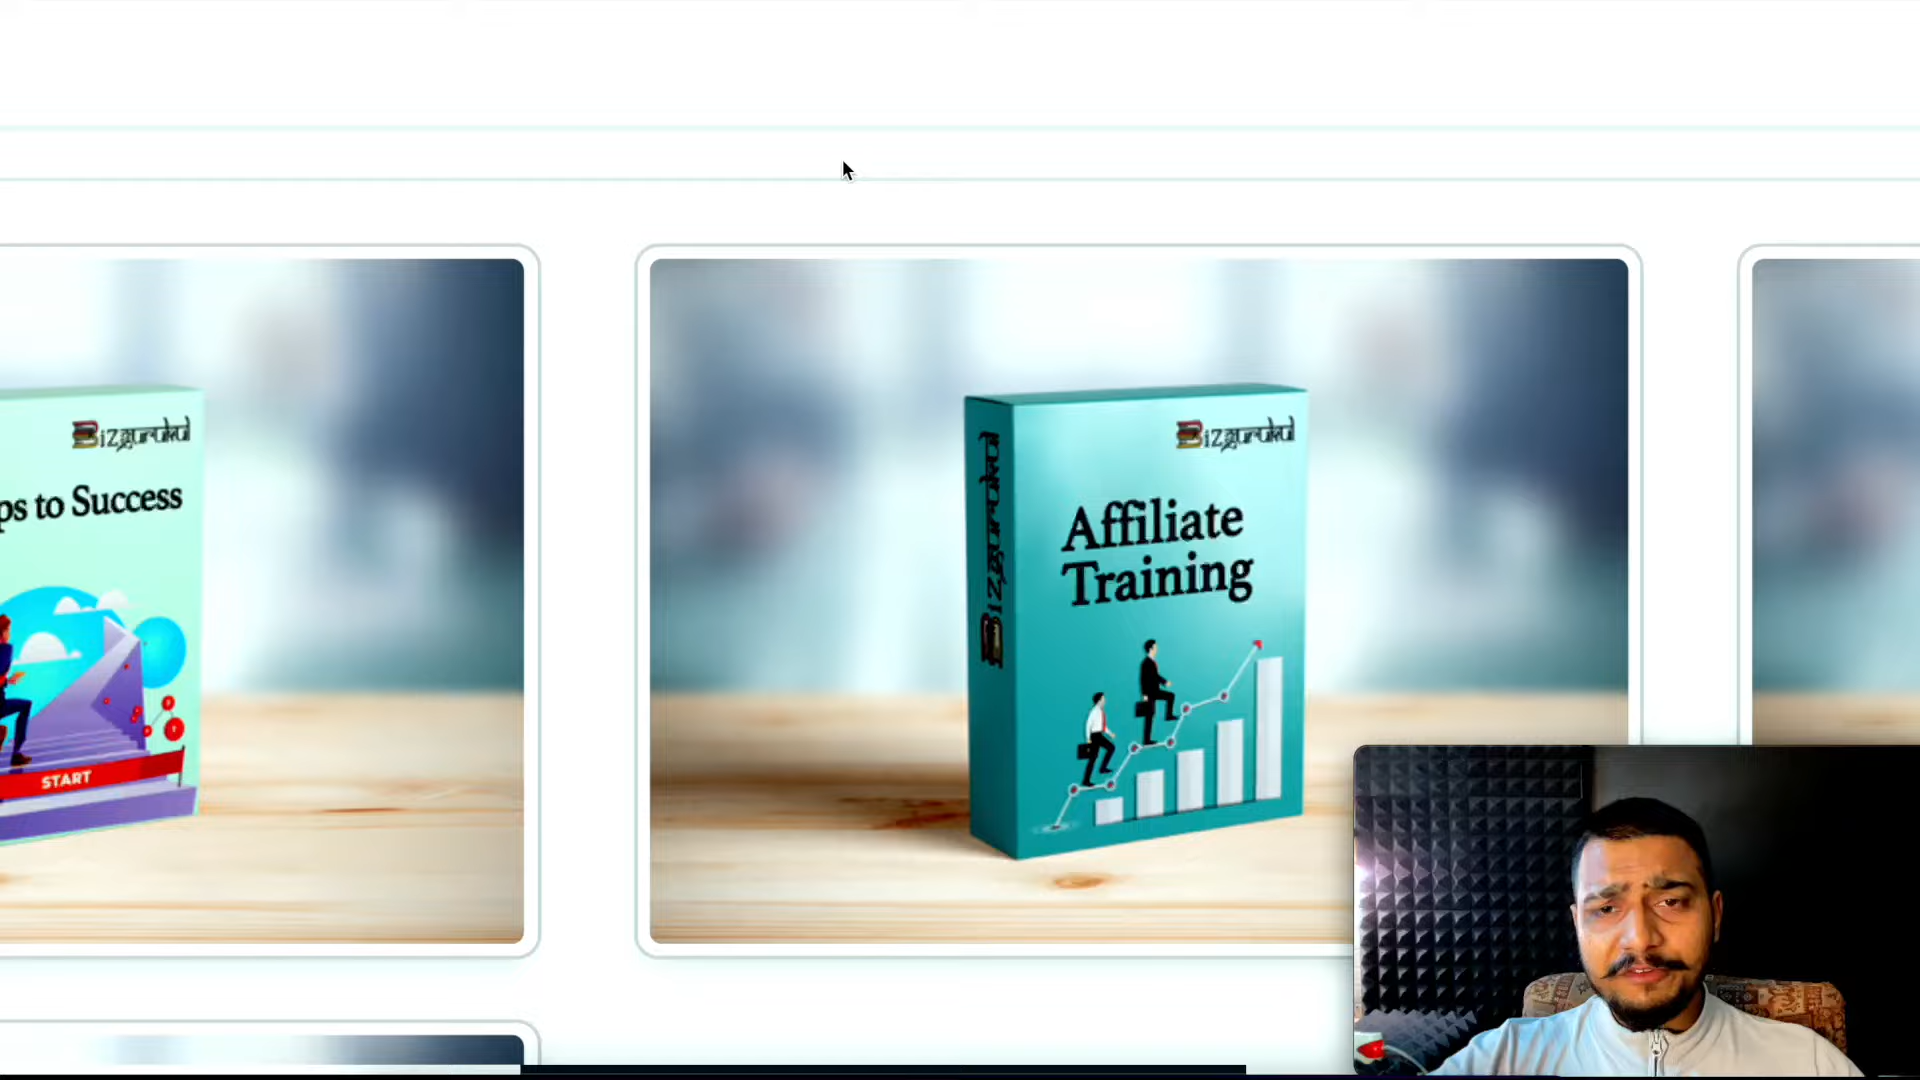 Bizgurukul
ps to Success
START
Bizgurukul
Bizgurukul
Affiliate
Training